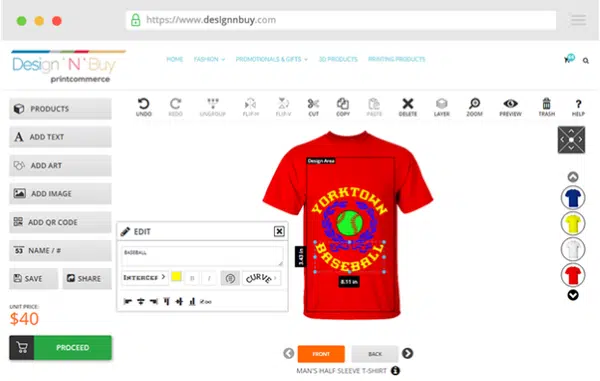 https://www.designnbuy.com
Design 'N' Buy
printcommerce
HOME FASHION PROMOTIONAL & GIFTS 3D PRODUCTS PRINTING PRODUCTS
PRODUCTS
ADD TEXT
ADD ART
ADD IMAGE
ADD QR CODE
53 NAME / #
SAVE SHARE
UNIT PRICE:
$40
PROCEED
UNDO REDO UNGROUP FLIP-H FLIP-V CUT COPY PASTE DELETE LAYER ZOOM PREVIEW TRASH HELP
Design Area
YORKTOWN
BASEBALL
3.43 in
8.11 in
EDIT
BASEBALL
INTERCEP B I CURVE
FRONT BACK
MAN'S HALF SLEEVE T-SHIRT